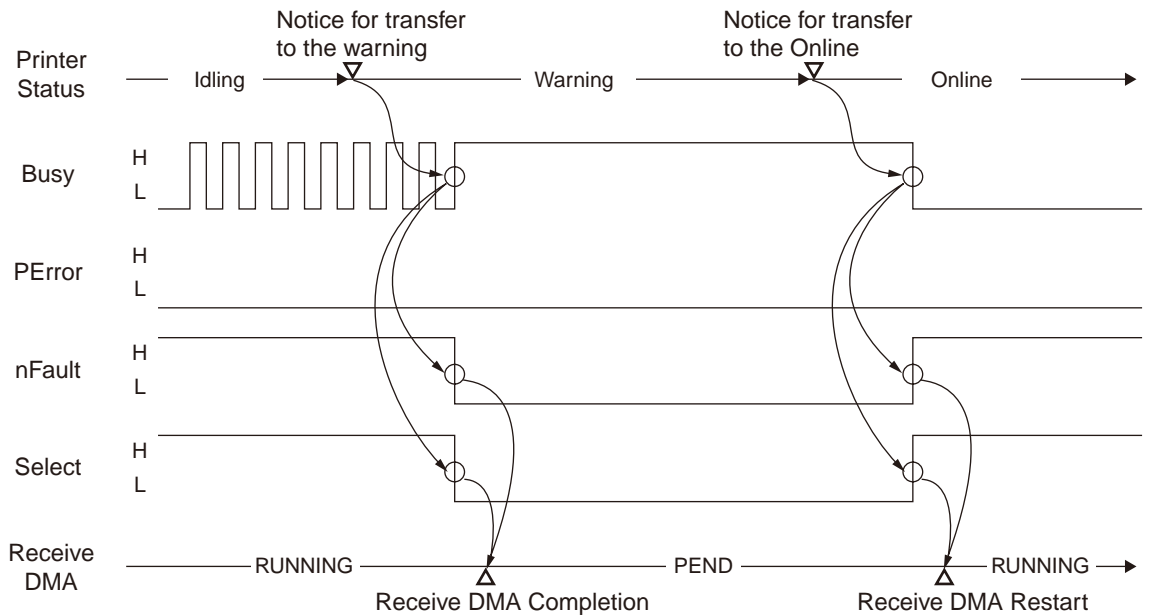 Notice for transfer
to the warning
Notice for transfer
to the Online
Printer
Status
Idling
Warning
Online
Busy
H
L
PError
H
L
nFault
H
L
Select
H
L
Receive
DMA
RUNNING
PEND
RUNNING
Receive DMA Completion
Receive DMA Restart